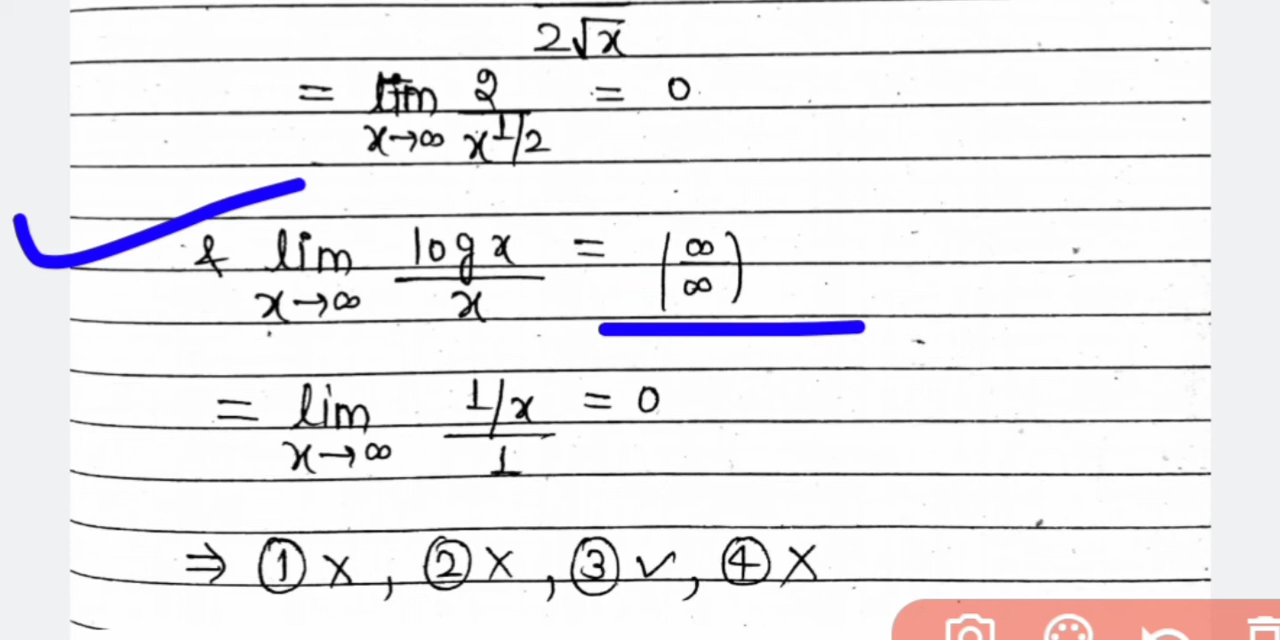 2√x
= lim x→∞ 2/x^1/2 = 0
& lim x→∞ log x/x = (∞/∞)
= lim x→∞ 1/x/1 = 0
⇒ ① ×, ② ×, ③ ✓, ④ ×